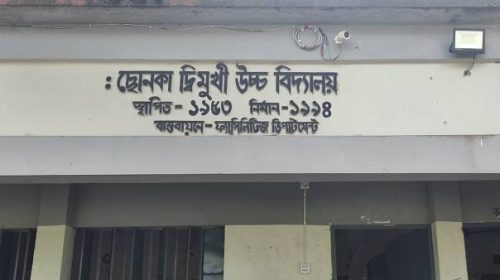 : ছোনকা দ্বিমুখী উচ্চ বিদ্যালয়
স্থাপিত - ১৯৫৩ নির্মান - ১৯৯৪
বাস্তবায়নে - ফ্যাসিলিটিজ ডিপার্টমেন্ট